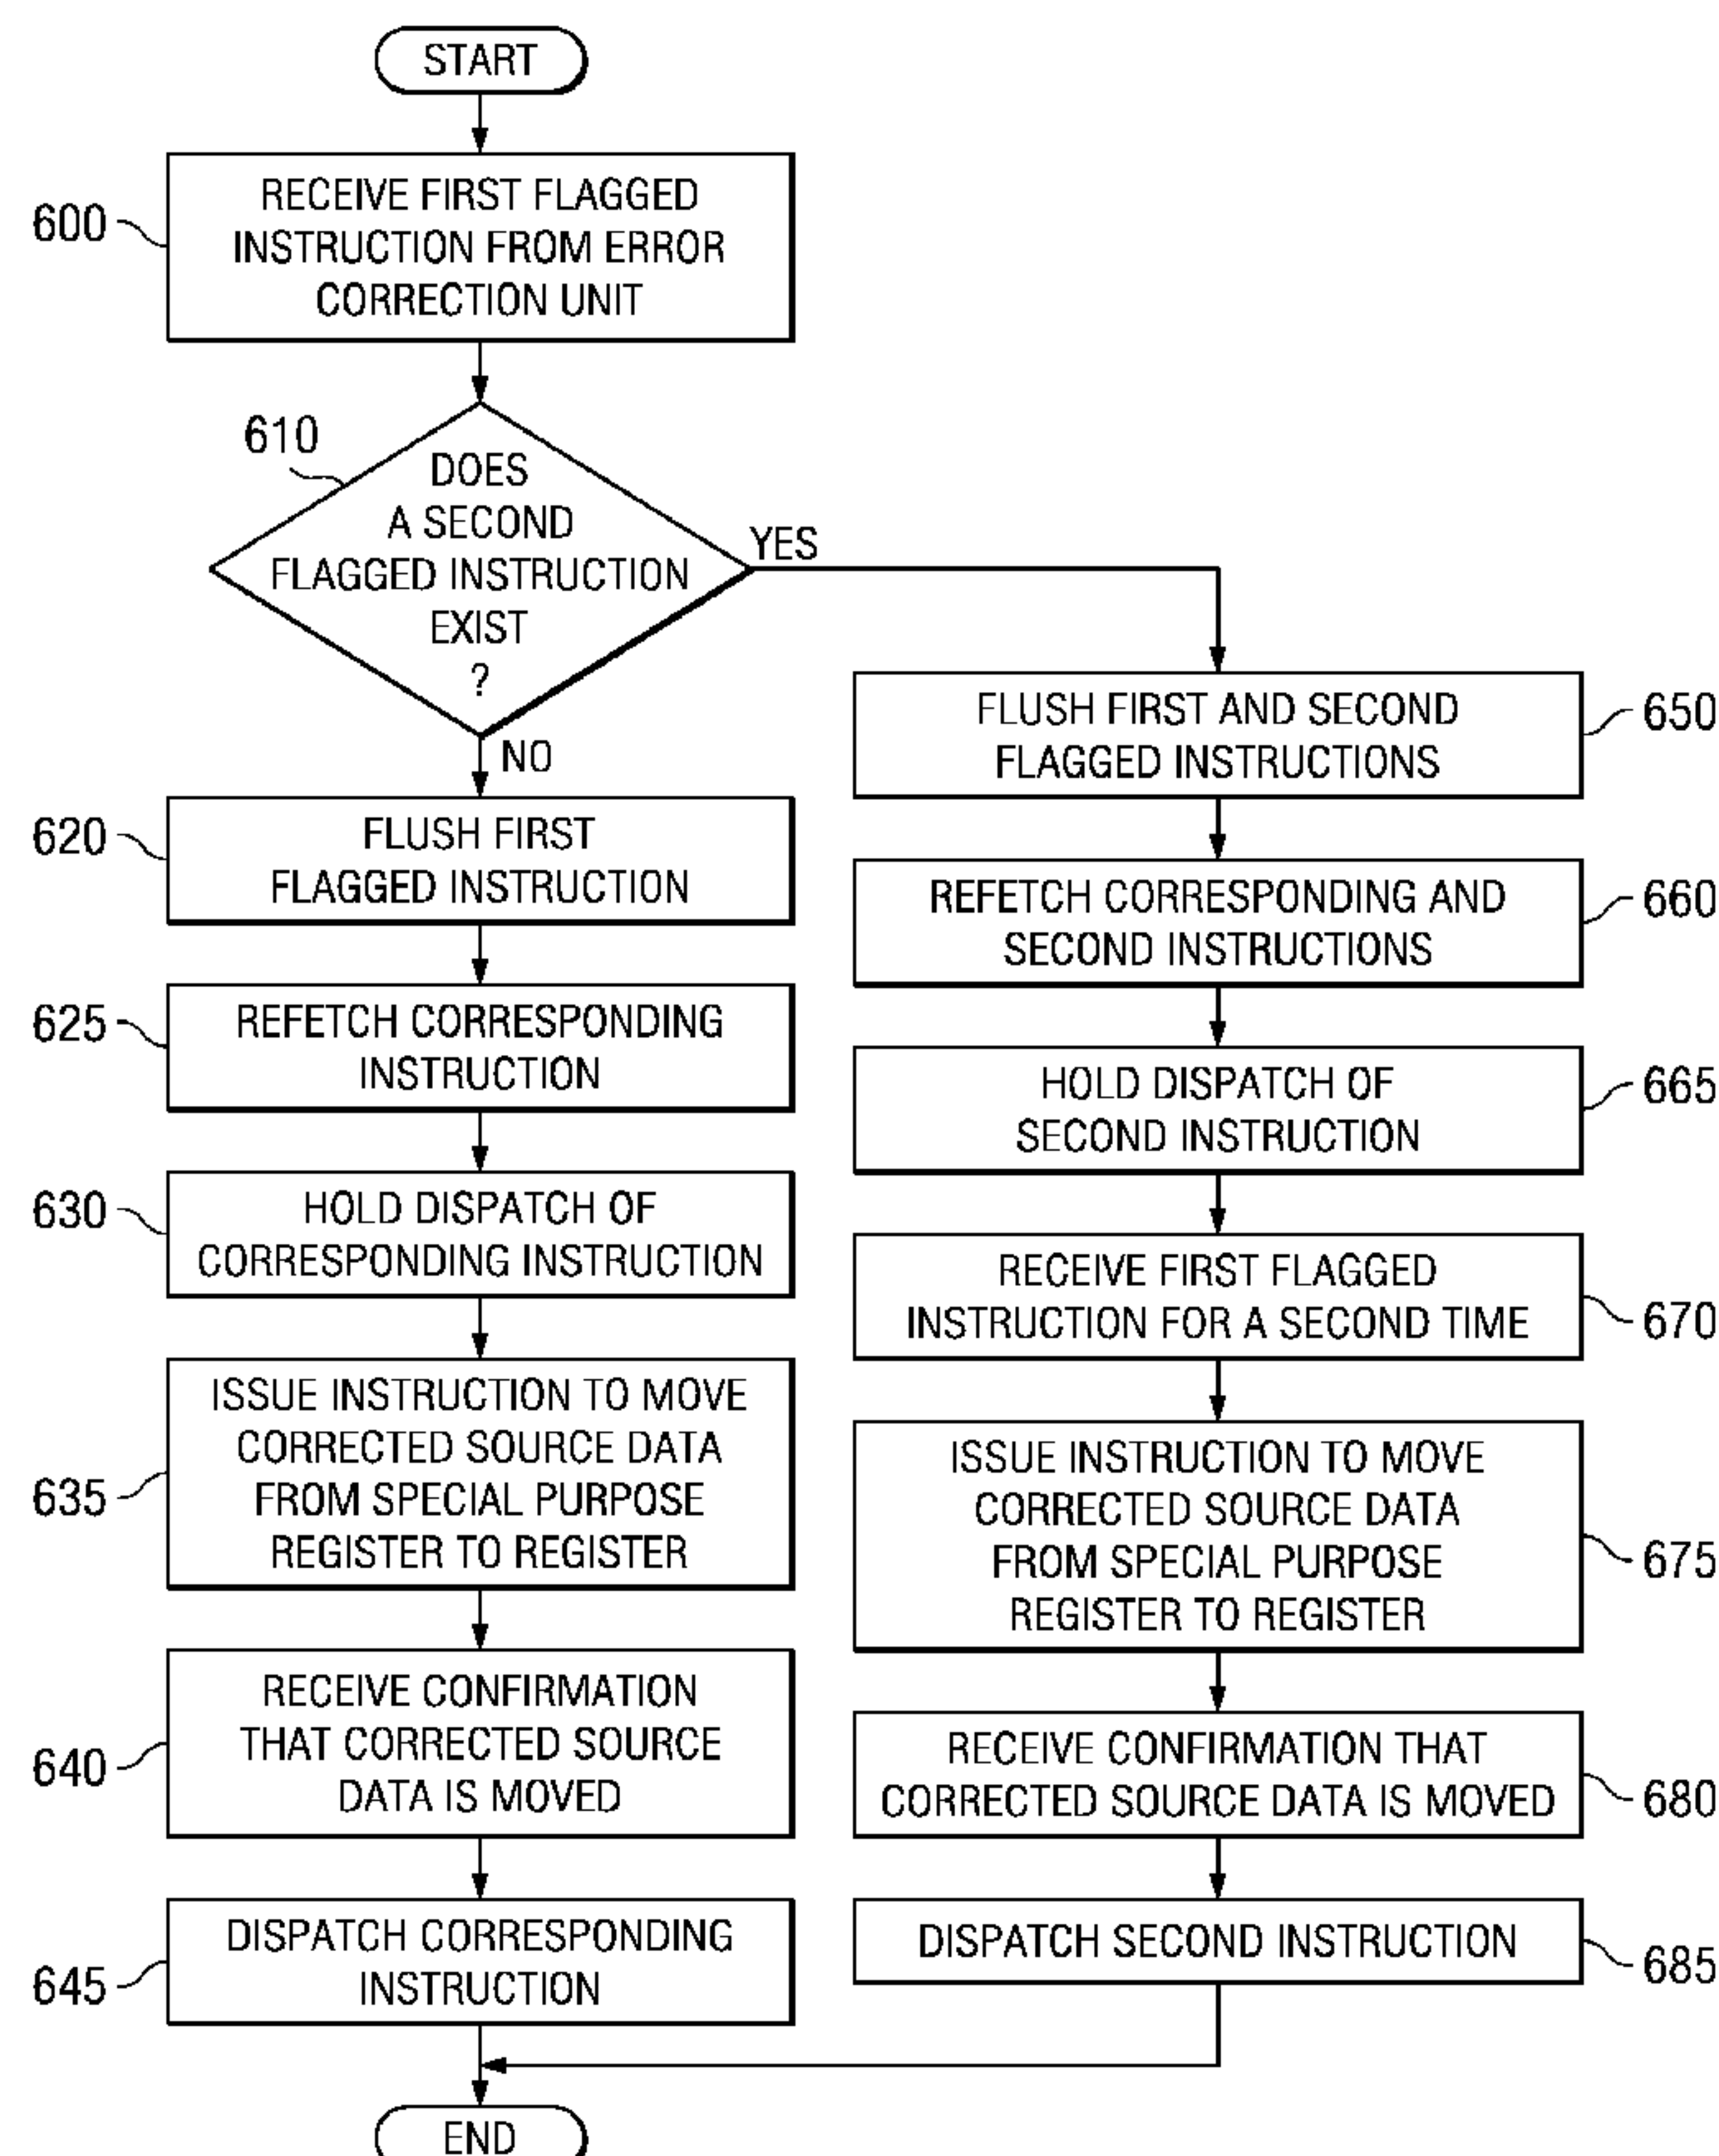 START
600
RECEIVE FIRST FLAGGED
INSTRUCTION FROM ERROR
CORRECTION UNIT
610
DOES
A SECOND
FLAGGED INSTRUCTION
EXIST
?
YES
NO
620
FLUSH FIRST
FLAGGED INSTRUCTION
625
REFETCH CORRESPONDING
INSTRUCTION
630
HOLD DISPATCH OF
CORRESPONDING INSTRUCTION
635
ISSUE INSTRUCTION TO MOVE
CORRECTED SOURCE DATA
FROM SPECIAL PURPOSE
REGISTER TO REGISTER
640
RECEIVE CONFIRMATION
THAT CORRECTED SOURCE
DATA IS MOVED
645
DISPATCH CORRESPONDING
INSTRUCTION
FLUSH FIRST AND SECOND
FLAGGED INSTRUCTIONS
650
REFETCH CORRESPONDING AND
SECOND INSTRUCTIONS
660
HOLD DISPATCH OF
SECOND INSTRUCTION
665
RECEIVE FIRST FLAGGED
INSTRUCTION FOR A SECOND TIME
670
ISSUE INSTRUCTION TO MOVE
CORRECTED SOURCE DATA
FROM SPECIAL PURPOSE
REGISTER TO REGISTER
675
RECEIVE CONFIRMATION THAT
CORRECTED SOURCE DATA IS MOVED
680
DISPATCH SECOND INSTRUCTION
685
END